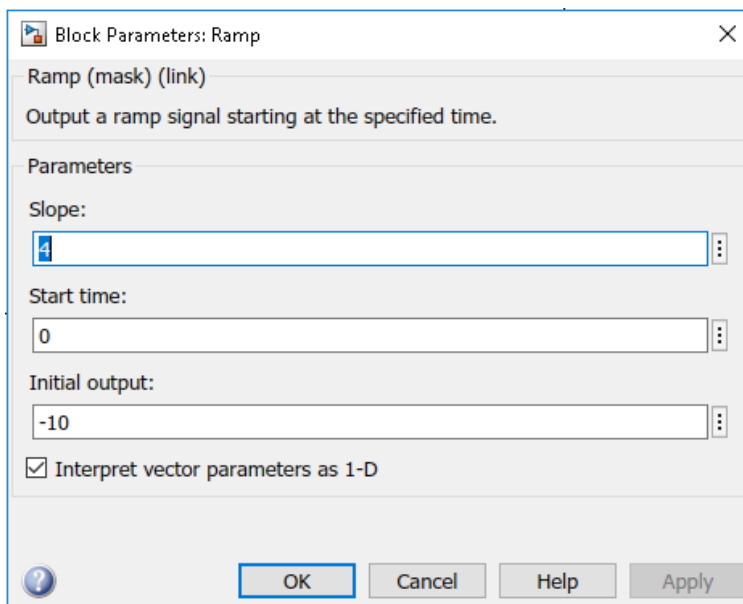 Block Parameters: Ramp
Ramp (mask) (link)
Output a ramp signal starting at the specified time.
Parameters
Slope:
4
Start time:
0
Initial output:
-10
Interpret vector parameters as 1-D
OK Cancel Help Apply